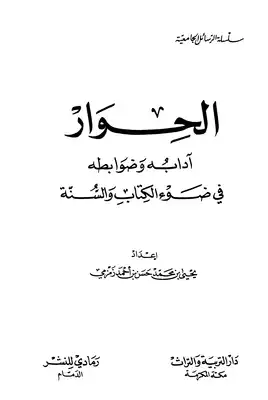 سلسلة الرسائل الجامعية
الحوار
آدابه وضوابطه
في ضوء الكتاب والسنة
إعداد
يحيى بن محمد حسن بن أحمد زمزمي
دار التربية والتراث
مكة المكرمة
رمادي للنشر
الدمام